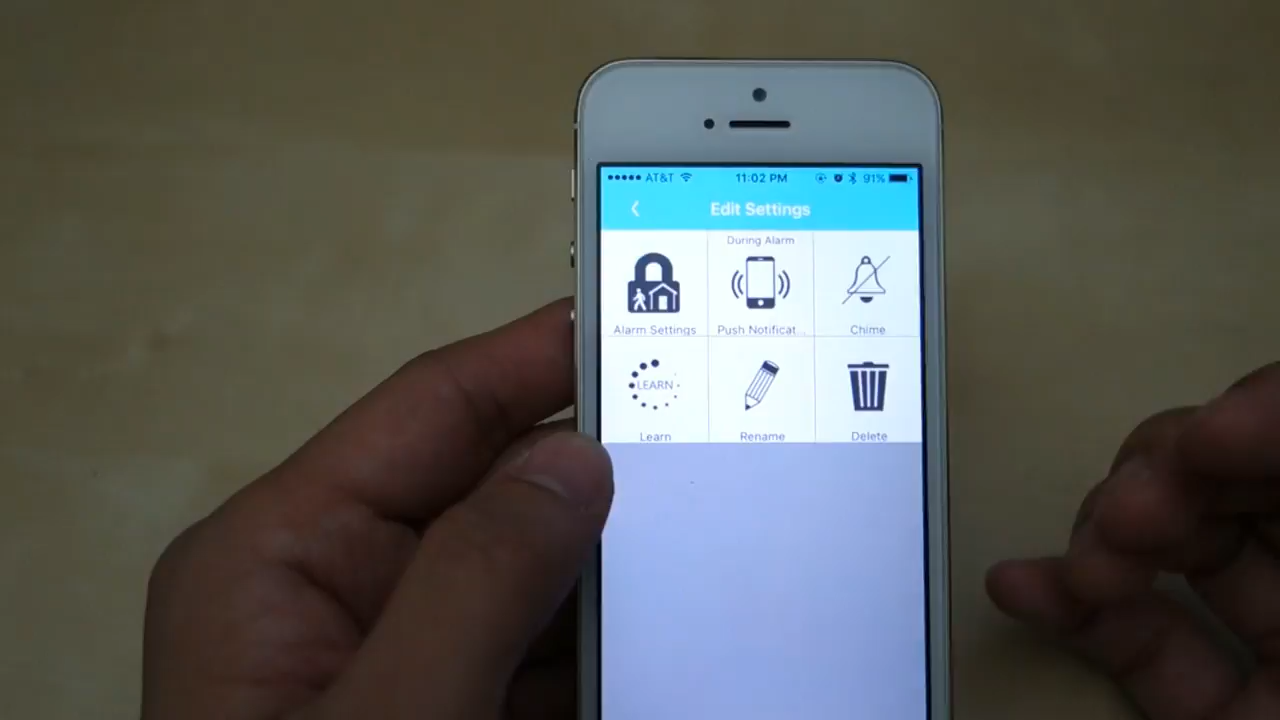 AT&T 11:02 PM 91%
Edit Settings
During Alarm
Alarm Settings Push Notificat... Chime
LEARN
Learn Rename Delete